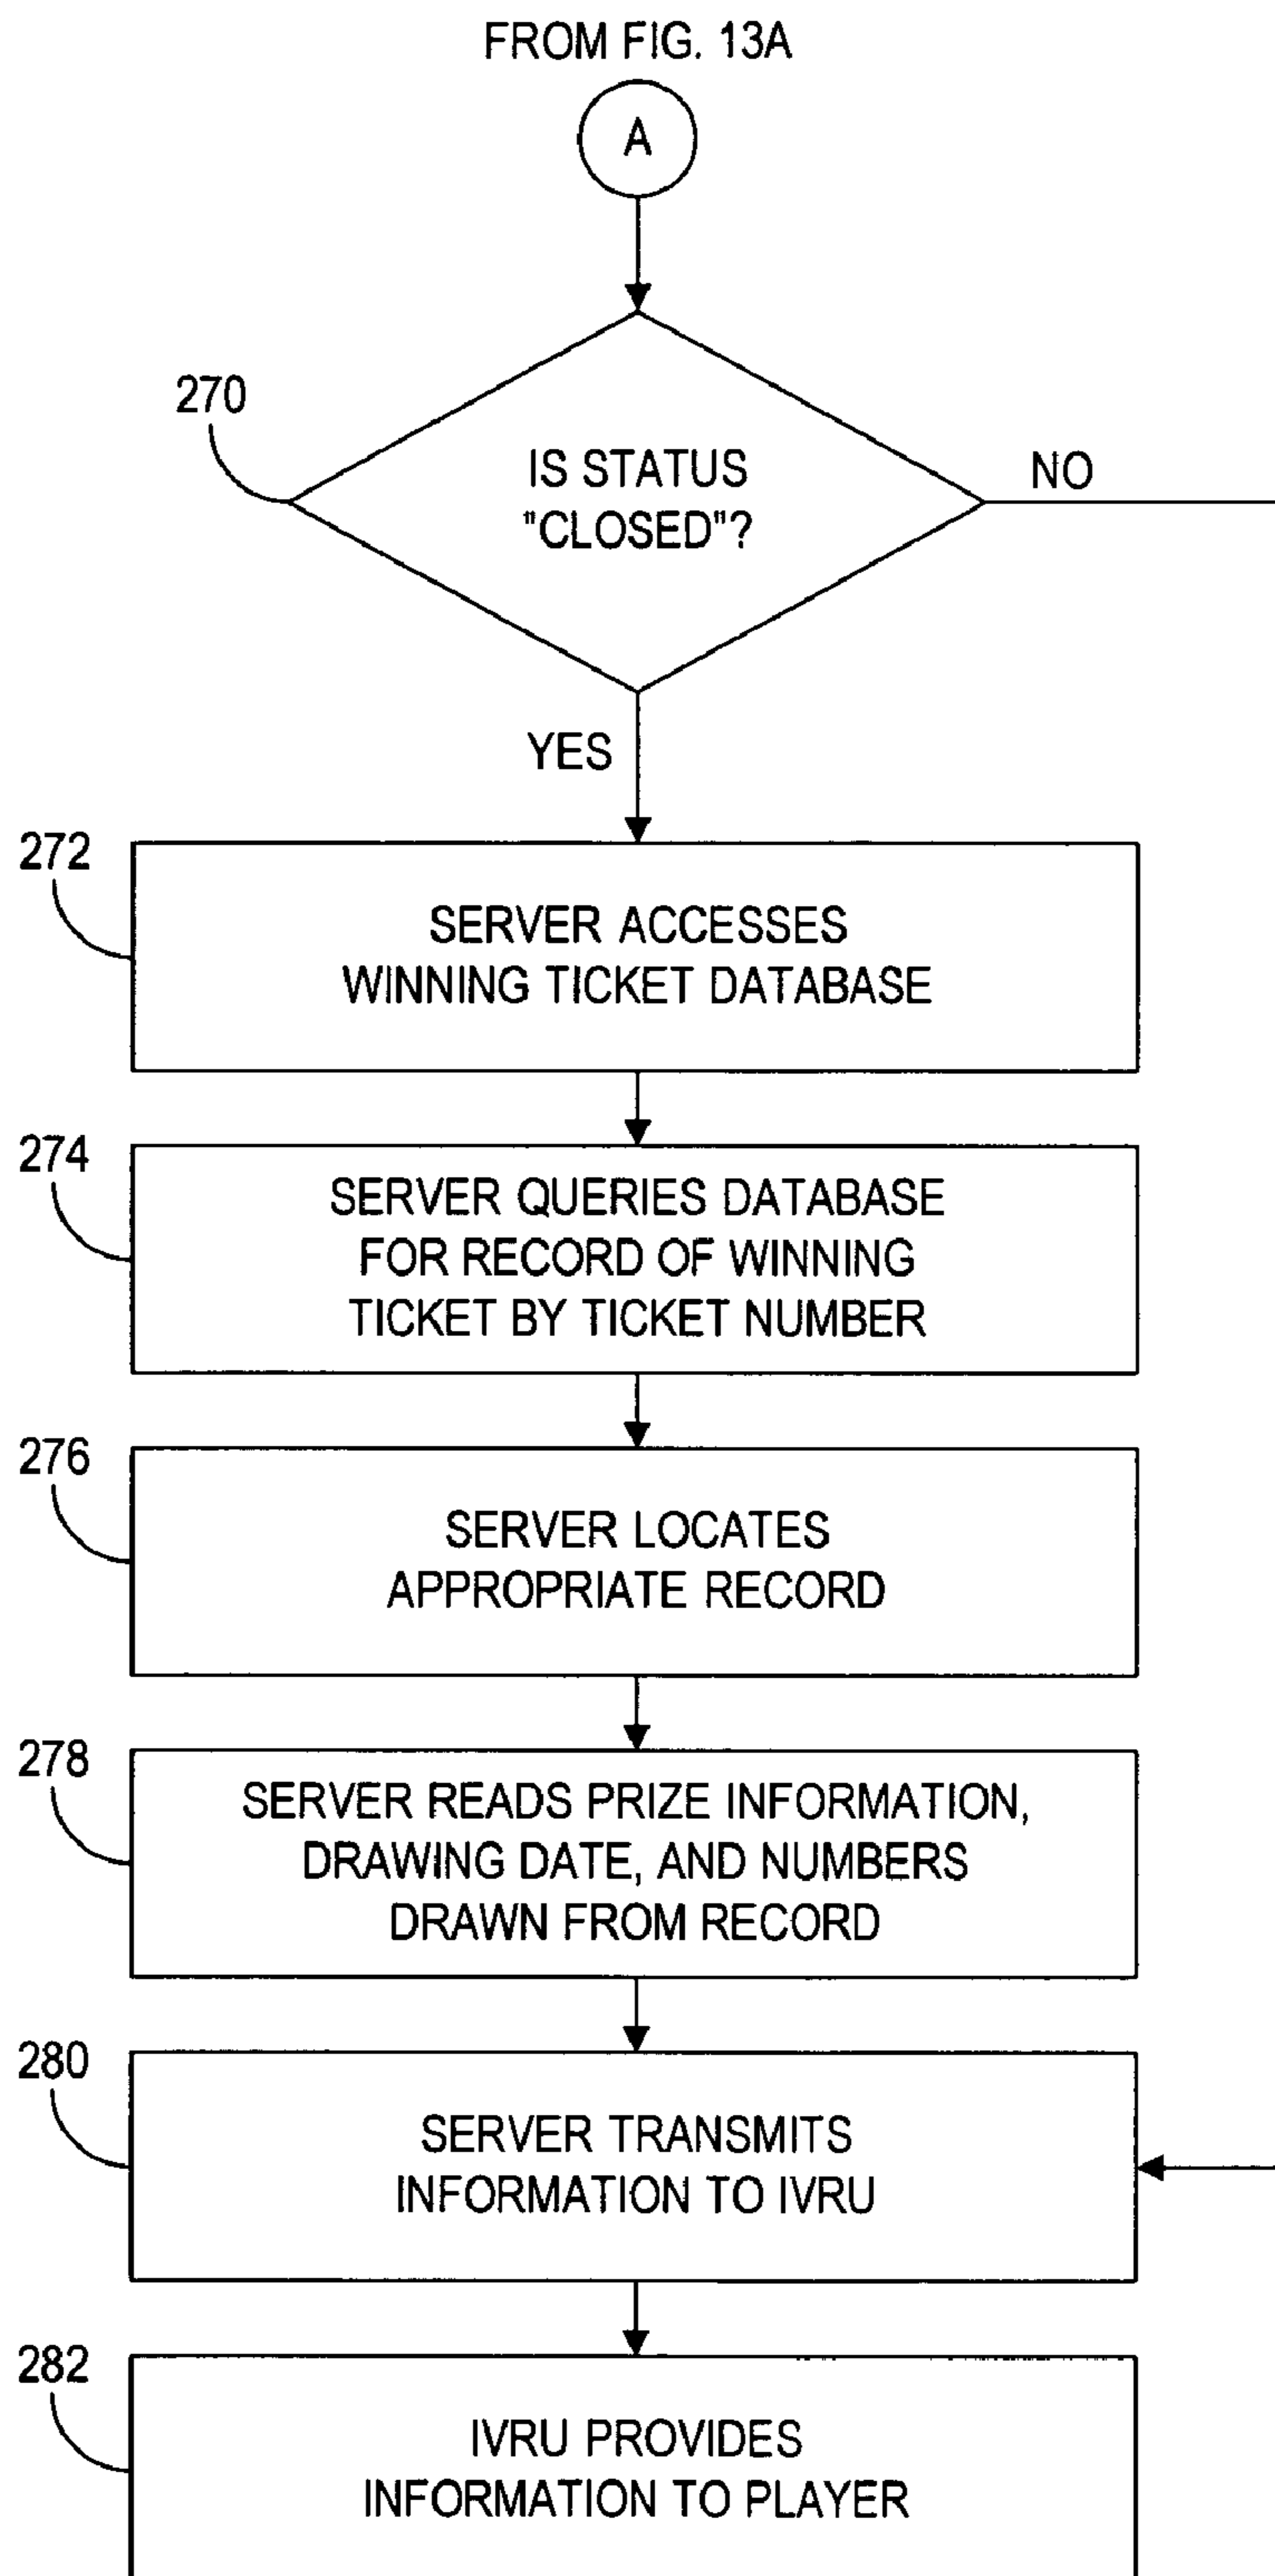 FROM FIG. 13A
A
270
IS STATUS
"CLOSED"?
NO
YES
272
SERVER ACCESSES
WINNING TICKET DATABASE
274
SERVER QUERIES DATABASE
FOR RECORD OF WINNING
TICKET BY TICKET NUMBER
276
SERVER LOCATES
APPROPRIATE RECORD
278
SERVER READS PRIZE INFORMATION,
DRAWING DATE, AND NUMBERS
DRAWN FROM RECORD
280
SERVER TRANSMITS
INFORMATION TO IVRU
282
IVRU PROVIDES
INFORMATION TO PLAYER